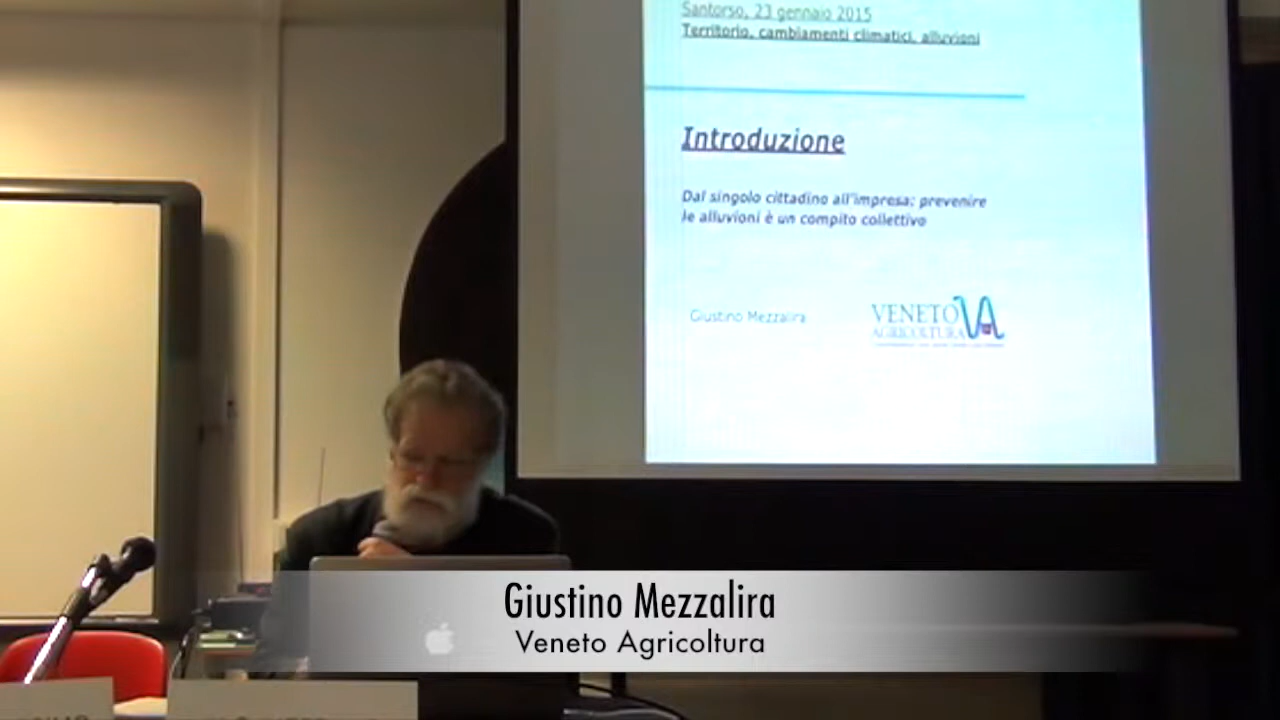 Santorso, 23 gennaio 2015
Territorio, cambiamenti climatici, alluvioni
Introduzione
Dal singolo cittadino all'impresa: prevenire
le alluvioni è un compito collettivo
Giustino Mezzalira
VENETO
AGRICOLTURA
Giustino Mezzalira
Veneto Agricoltura